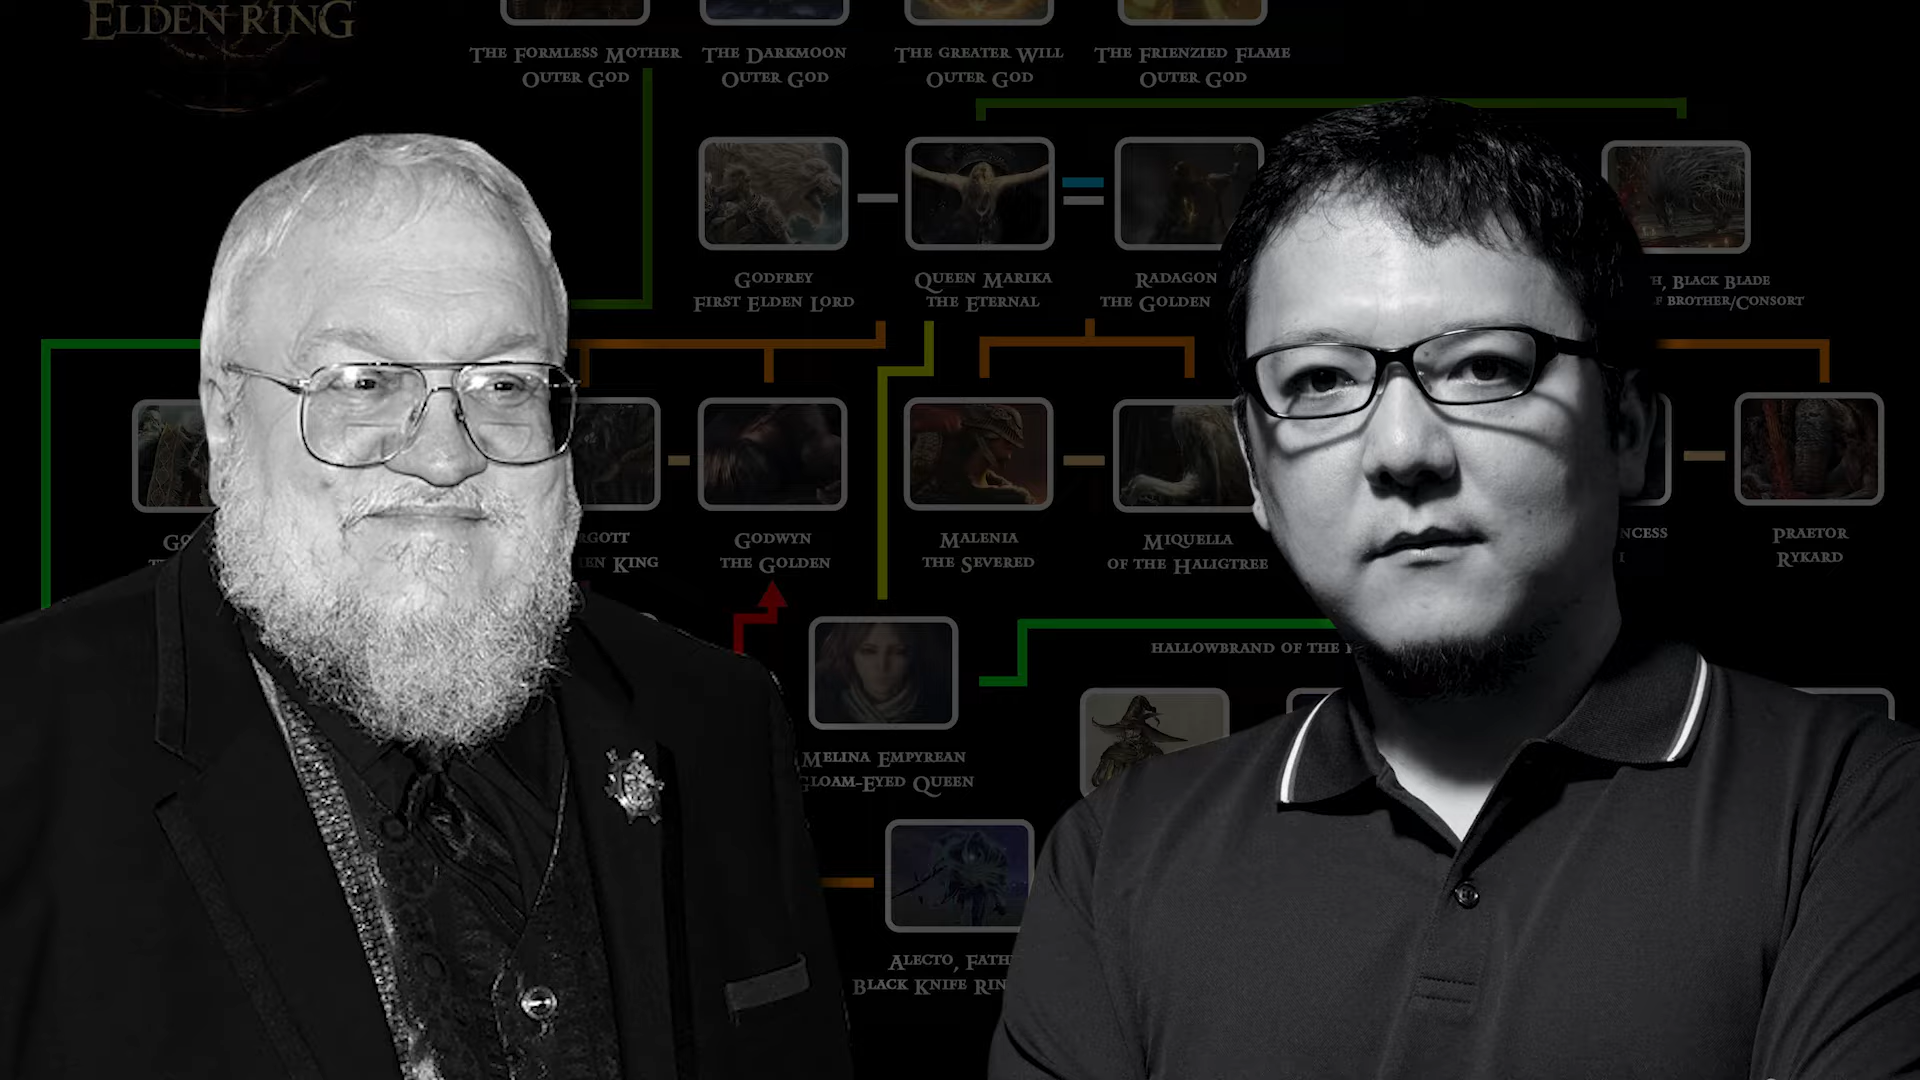 ELDEN RING
THE FORMLESS MOTHER
OUTER GOD
THE DARKMOON
OUTER GOD
THE GREATER WILL
OUTER GOD
THE FRIENZIED FLAME
OUTER GOD
GODFREY
FIRST ELDEN LORD
QUEEN MARIKA
THE ETERNAL
RADAGON
THE GOLDEN
BLACK BLADE
BROTHER/CONSORT
GODWYN
THE GOLDEN
KING
MALENIA
THE SEVERED
MIQUELLA
OF THE HALIGTREE
PRAETOR
RYKARD
HALLOWBRAND OF THE
MELINA EMPYREAN
GLOAM-EYED QUEEN
ALECTO,
BLACK KNIFE